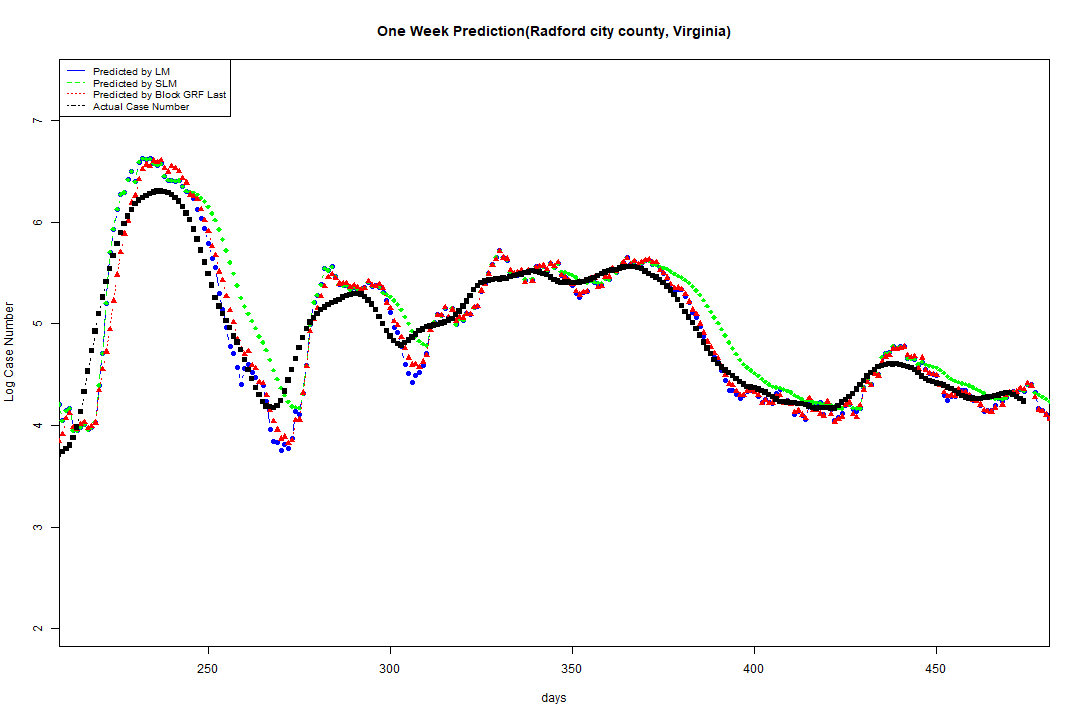 One Week Prediction(Radford city county, Virginia)
Predicted by LM
Predicted by SLM
Predicted by Block GRF Last
Actual Case Number
7
6
5
4
3
2
Log Case Number
250 300 350 400 450
days